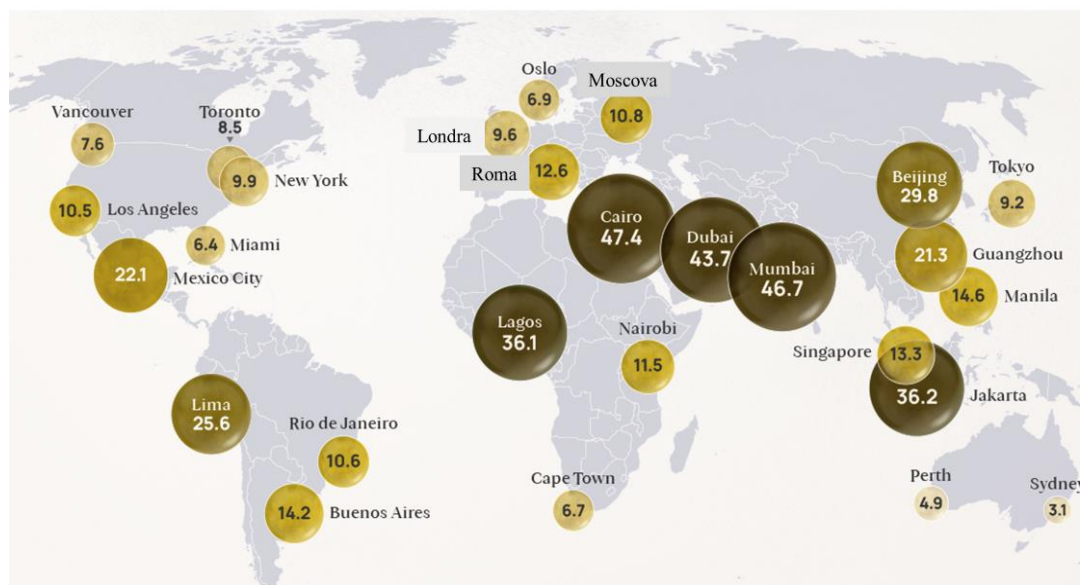 Oslo
6.9
Moscova
10.8
Vancouver
7.6
Toronto
8.5
Londra
9.6
Roma
12.6
9.9
New York
Beijing
29.8
Tokyo
9.2
10.5
Los Angeles
Cairo
47.4
Dubai
43.7
Mumbai
46.7
6.4
Miami
21.3
Guangzhou
22.1
Mexico City
14.6
Manila
Lagos
36.1
Nairobi
11.5
Singapore
13.3
36.2
Jakarta
Lima
25.6
Rio de Janeiro
10.6
Cape Town
6.7
Perth
4.9
Sydney
3.1
14.2
Buenos Aires